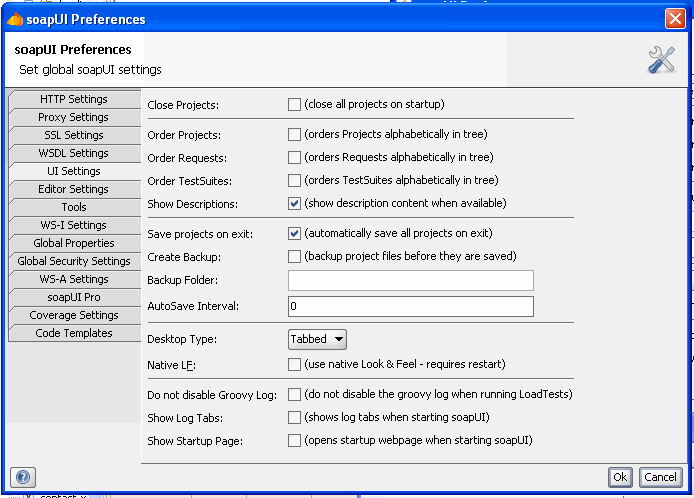 soapUI Preferences
soapUI Preferences
Set global soapUI settings
HTTP Settings
Proxy Settings
SSL Settings
WSDL Settings
UI Settings
Editor Settings
Tools
WS-I Settings
Global Properties
Global Security Settings
WS-A Settings
soapUI Pro
Coverage Settings
Code Templates
Close Projects: (close all projects on startup)
Order Projects: (orders Projects alphabetically in tree)
Order Requests: (orders Requests alphabetically in tree)
Order TestSuites: (orders TestSuites alphabetically in tree)
Show Descriptions: (show description content when available)
Save projects on exit: (automatically save all projects on exit)
Create Backup: (backup project files before they are saved)
Backup Folder:
AutoSave Interval: 0
Desktop Type: Tabbed
Native LF: (use native Look & Feel - requires restart)
Do not disable Groovy Log: (do not disable the groovy log when running LoadTests)
Show Log Tabs: (shows log tabs when starting soapUI)
Show Startup Page: (opens startup webpage when starting soapUI)
? Ok Cancel